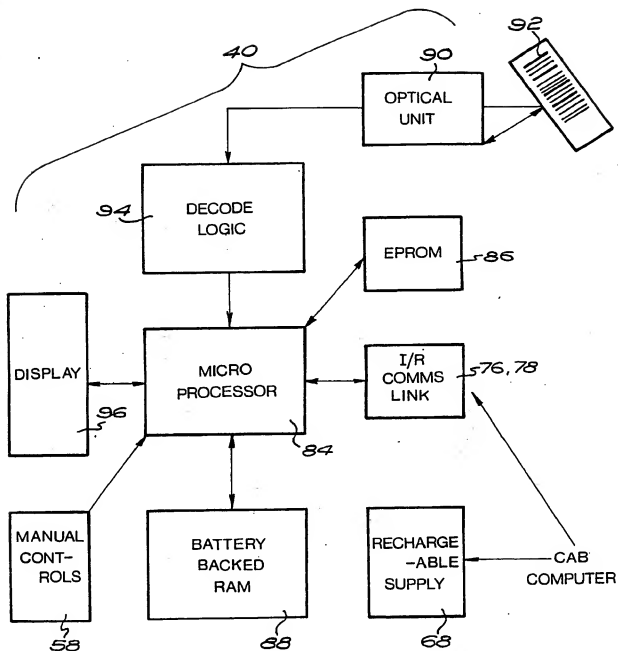 40
90
92
OPTICAL
UNIT
94
DECODE
LOGIC
EPROM
86
DISPLAY
96
MICRO
PROCESSOR
84
I/R
COMMS
LINK
76,78
MANUAL
CONT-
ROLS
58
BATTERY
BACKED
RAM
88
RECHARGE
-ABLE
SUPPLY
68
CAB
COMPUTER